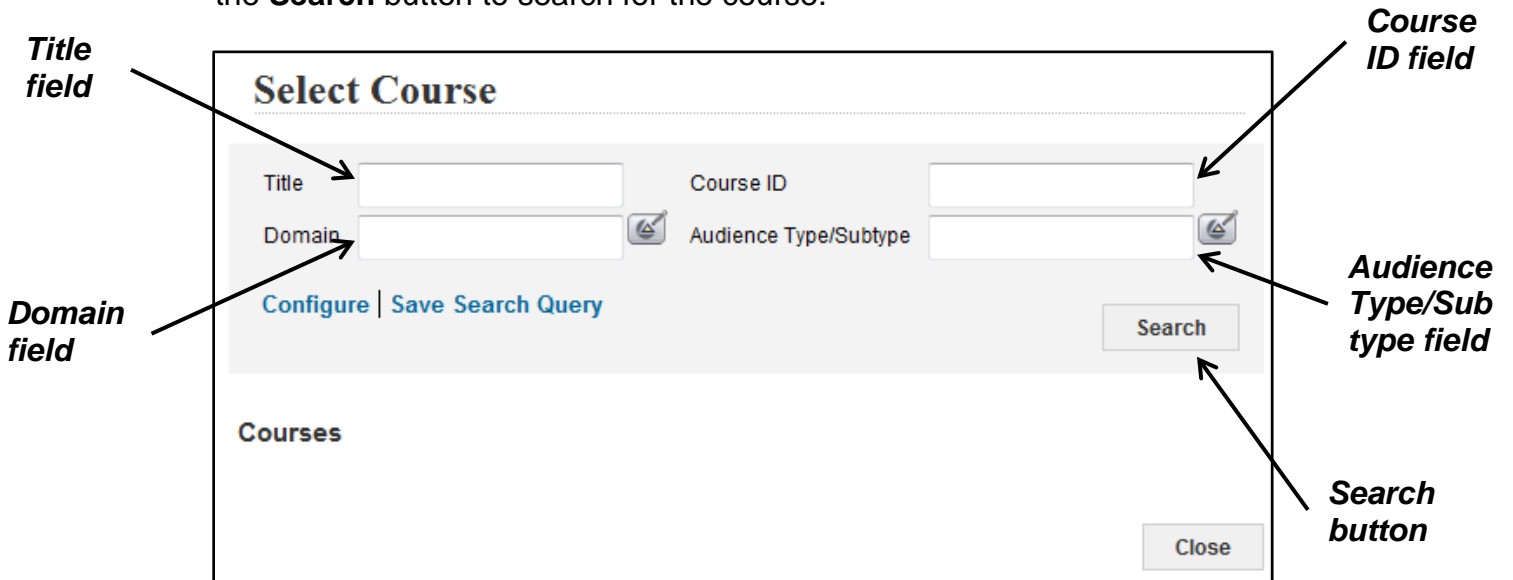 the Search button to search for the course.
Course
ID field
Title
field
Select Course
Title
Course ID
Domain
Audience Type/Subtype
Audience
Type/Sub
type field
Domain
field
Configure | Save Search Query
Search
Courses
Search
button
Close